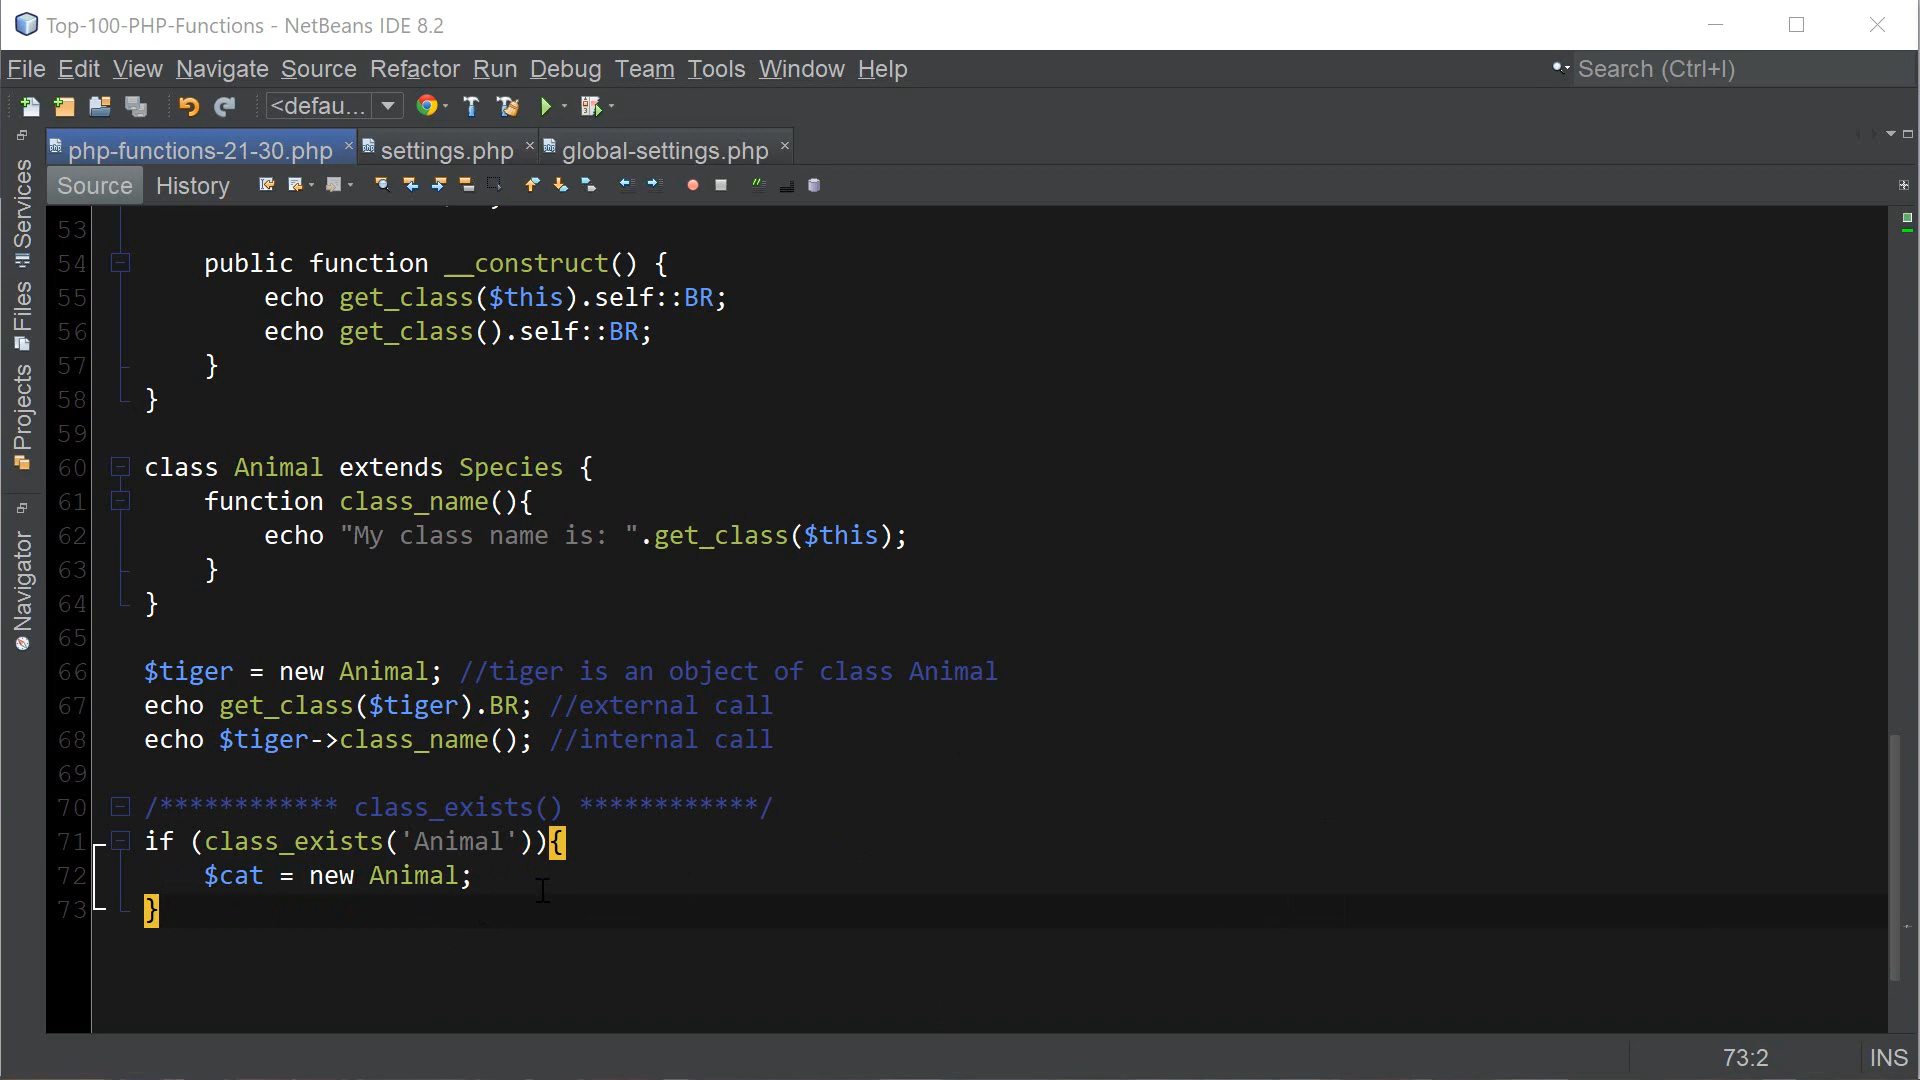 Top-100-PHP-Functions - NetBeans IDE 8.2
File Edit View Navigate Source Refactor Run Debug Team Tools Window Help
Search (Ctrl+I)
<defau...
php-functions-21-30.php
settings.php
global-settings.php
Source History
Services
Files
Projects
Navigator
53
54 public function __construct() {
55 echo get_class($this).self::BR;
56 echo get_class().self::BR;
57 }
58 }
59
60 class Animal extends Species {
61 function class_name(){
62 echo "My class name is: ".get_class($this);
63 }
64 }
65
66 $tiger = new Animal; //tiger is an object of class Animal
67 echo get_class($tiger).BR; //external call
68 echo $tiger->class_name(); //internal call
69
70 /************ class_exists() ************/
71 if (class_exists('Animal')){
72 $cat = new Animal;
73 }
73:2
INS